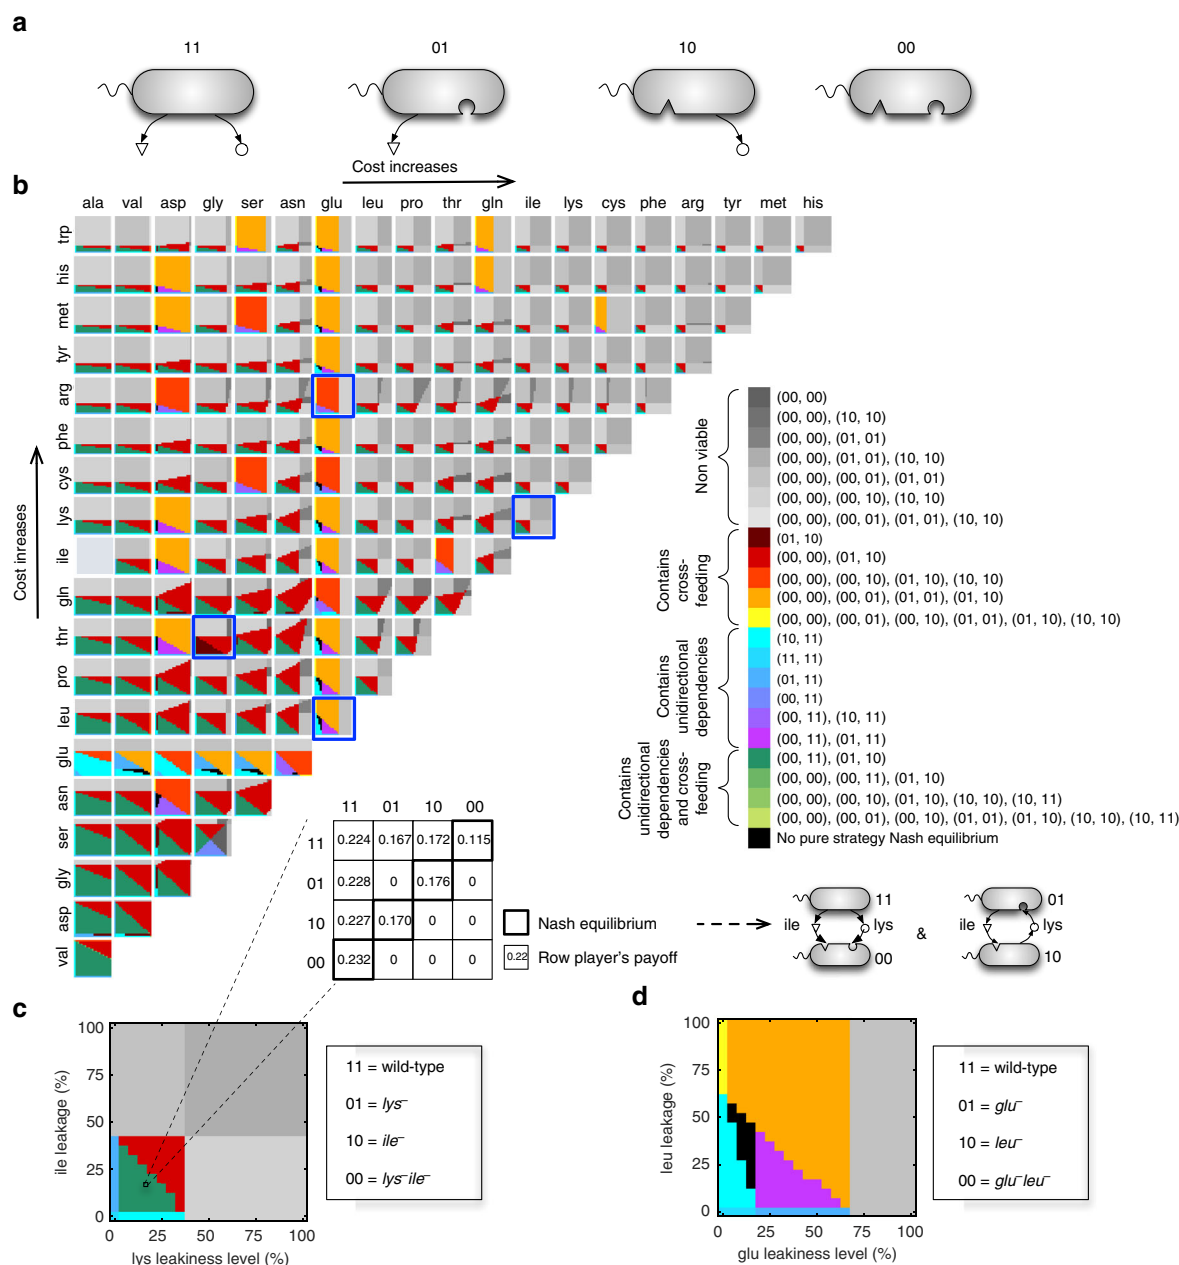 a
11 01 10 00
Cost increases
b
ala val asp gly ser asn glu leu pro thr gln ile lys cys phe arg tyr met his
trp
his
met
tyr
arg
phe
cys
lys
ile
gln
thr
pro
leu
glu
asn
ser
gly
asp
val
Cost increases
Non viable
(00, 00)
(00, 00), (10, 10)
(00, 00), (01, 01)
(00, 00), (01, 01), (10, 10)
(00, 00), (00, 01), (01, 01)
(00, 00), (00, 10), (10, 10)
(00, 00), (00, 01), (01, 01), (10, 10)
Contains cross-feeding
(01, 10)
(00, 00), (01, 10)
(00, 00), (00, 10), (01, 10), (10, 10)
(00, 00), (00, 01), (01, 01), (01, 10)
(00, 00), (00, 01), (00, 10), (01, 01), (01, 10), (10, 10)
Contains unidirectional dependencies
(10, 11)
(11, 11)
(01, 11)
(00, 11)
(00, 11), (10, 11)
(00, 11), (01, 11)
Contains unidirectional dependencies and cross-feeding
(00, 11), (01, 10)
(00, 00), (00, 11), (01, 10)
(00, 00), (00, 10), (01, 10), (10, 10), (10, 11)
(00, 00), (00, 01), (00, 10), (01, 01), (01, 10), (10, 10), (10, 11)
No pure strategy Nash equilibrium
11 01 10 00
11 0.224 0.167 0.172 0.115
01 0.228 0 0.176 0
10 0.227 0.170 0 0
00 0.232 0 0 0
Nash equilibrium
0.22 Row player's payoff
11
ile lys
00
&
01
ile lys
10
c
100
75
50
25
0
ile leakage (%)
0 25 50 75 100
lys leakiness level (%)
11 = wild-type
01 = lys⁻
10 = ile⁻
00 = lys⁻ile⁻
d
100
75
50
25
0
leu leakage (%)
0 25 50 75 100
glu leakiness level (%)
11 = wild-type
01 = glu⁻
10 = leu⁻
00 = glu⁻leu⁻